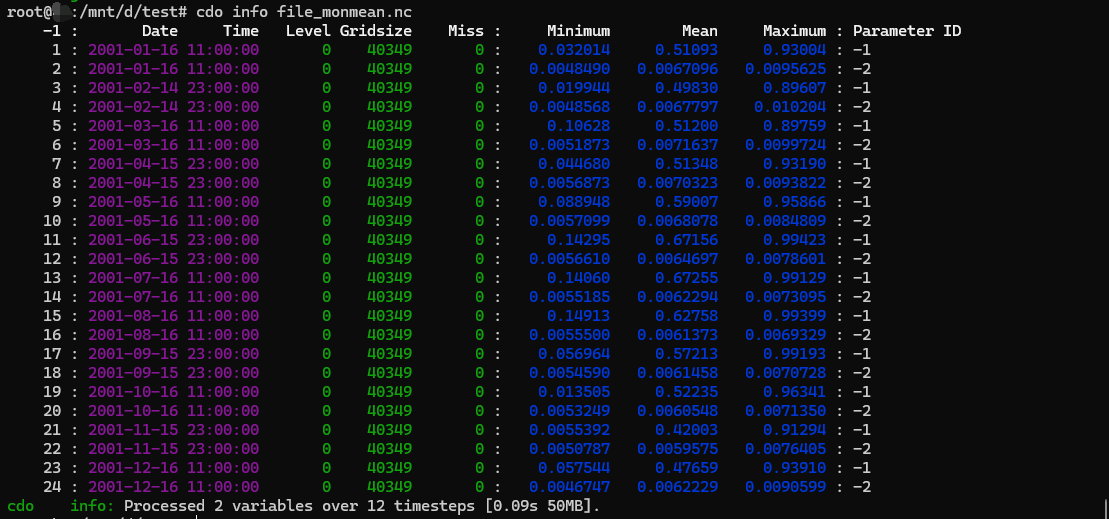 root@ :/mnt/d/test# cdo info file_monmean.nc
-1 : Date Time Level Gridsize Miss : Minimum Mean Maximum : Parameter ID
1 : 2001-01-16 11:00:00 0 40349 0 : 0.032014 0.51093 0.93004 : -1
2 : 2001-01-16 11:00:00 0 40349 0 : 0.0048490 0.0067096 0.0095625 : -2
3 : 2001-02-14 23:00:00 0 40349 0 : 0.019944 0.49830 0.89607 : -1
4 : 2001-02-14 23:00:00 0 40349 0 : 0.0048568 0.0067797 0.010204 : -2
5 : 2001-03-16 11:00:00 0 40349 0 : 0.10628 0.51200 0.89759 : -1
6 : 2001-03-16 11:00:00 0 40349 0 : 0.0051873 0.0071637 0.0099724 : -2
7 : 2001-04-15 23:00:00 0 40349 0 : 0.044680 0.51348 0.93190 : -1
8 : 2001-04-15 23:00:00 0 40349 0 : 0.0056873 0.0070323 0.0093822 : -2
9 : 2001-05-16 11:00:00 0 40349 0 : 0.088948 0.59007 0.95866 : -1
10 : 2001-05-16 11:00:00 0 40349 0 : 0.0057099 0.0068078 0.0084809 : -2
11 : 2001-06-15 23:00:00 0 40349 0 : 0.14295 0.67156 0.99423 : -1
12 : 2001-06-15 23:00:00 0 40349 0 : 0.0056610 0.0064697 0.0078601 : -2
13 : 2001-07-16 11:00:00 0 40349 0 : 0.14060 0.67255 0.99129 : -1
14 : 2001-07-16 11:00:00 0 40349 0 : 0.0055185 0.0062294 0.0073095 : -2
15 : 2001-08-16 11:00:00 0 40349 0 : 0.14913 0.62758 0.99399 : -1
16 : 2001-08-16 11:00:00 0 40349 0 : 0.0055500 0.0061373 0.0069329 : -2
17 : 2001-09-15 23:00:00 0 40349 0 : 0.056964 0.57213 0.99193 : -1
18 : 2001-09-15 23:00:00 0 40349 0 : 0.0054590 0.0061458 0.0070728 : -2
19 : 2001-10-16 11:00:00 0 40349 0 : 0.013505 0.52235 0.96341 : -1
20 : 2001-10-16 11:00:00 0 40349 0 : 0.0053249 0.0060548 0.0071350 : -2
21 : 2001-11-15 23:00:00 0 40349 0 : 0.0055392 0.42003 0.91294 : -1
22 : 2001-11-15 23:00:00 0 40349 0 : 0.0050787 0.0059575 0.0076405 : -2
23 : 2001-12-16 11:00:00 0 40349 0 : 0.057544 0.47659 0.93910 : -1
24 : 2001-12-16 11:00:00 0 40349 0 : 0.0046747 0.0062229 0.0090599 : -2
cdo info: Processed 2 variables over 12 timesteps [0.09s 50MB].